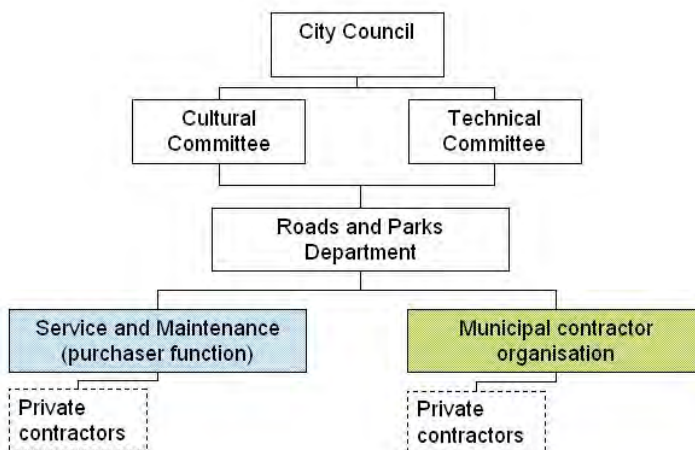 City Council
Cultural
Committee
Technical
Committee
Roads and Parks
Department
Service and Maintenance
(purchaser function)
Municipal contractor
organisation
Private
contractors
Private
contractors